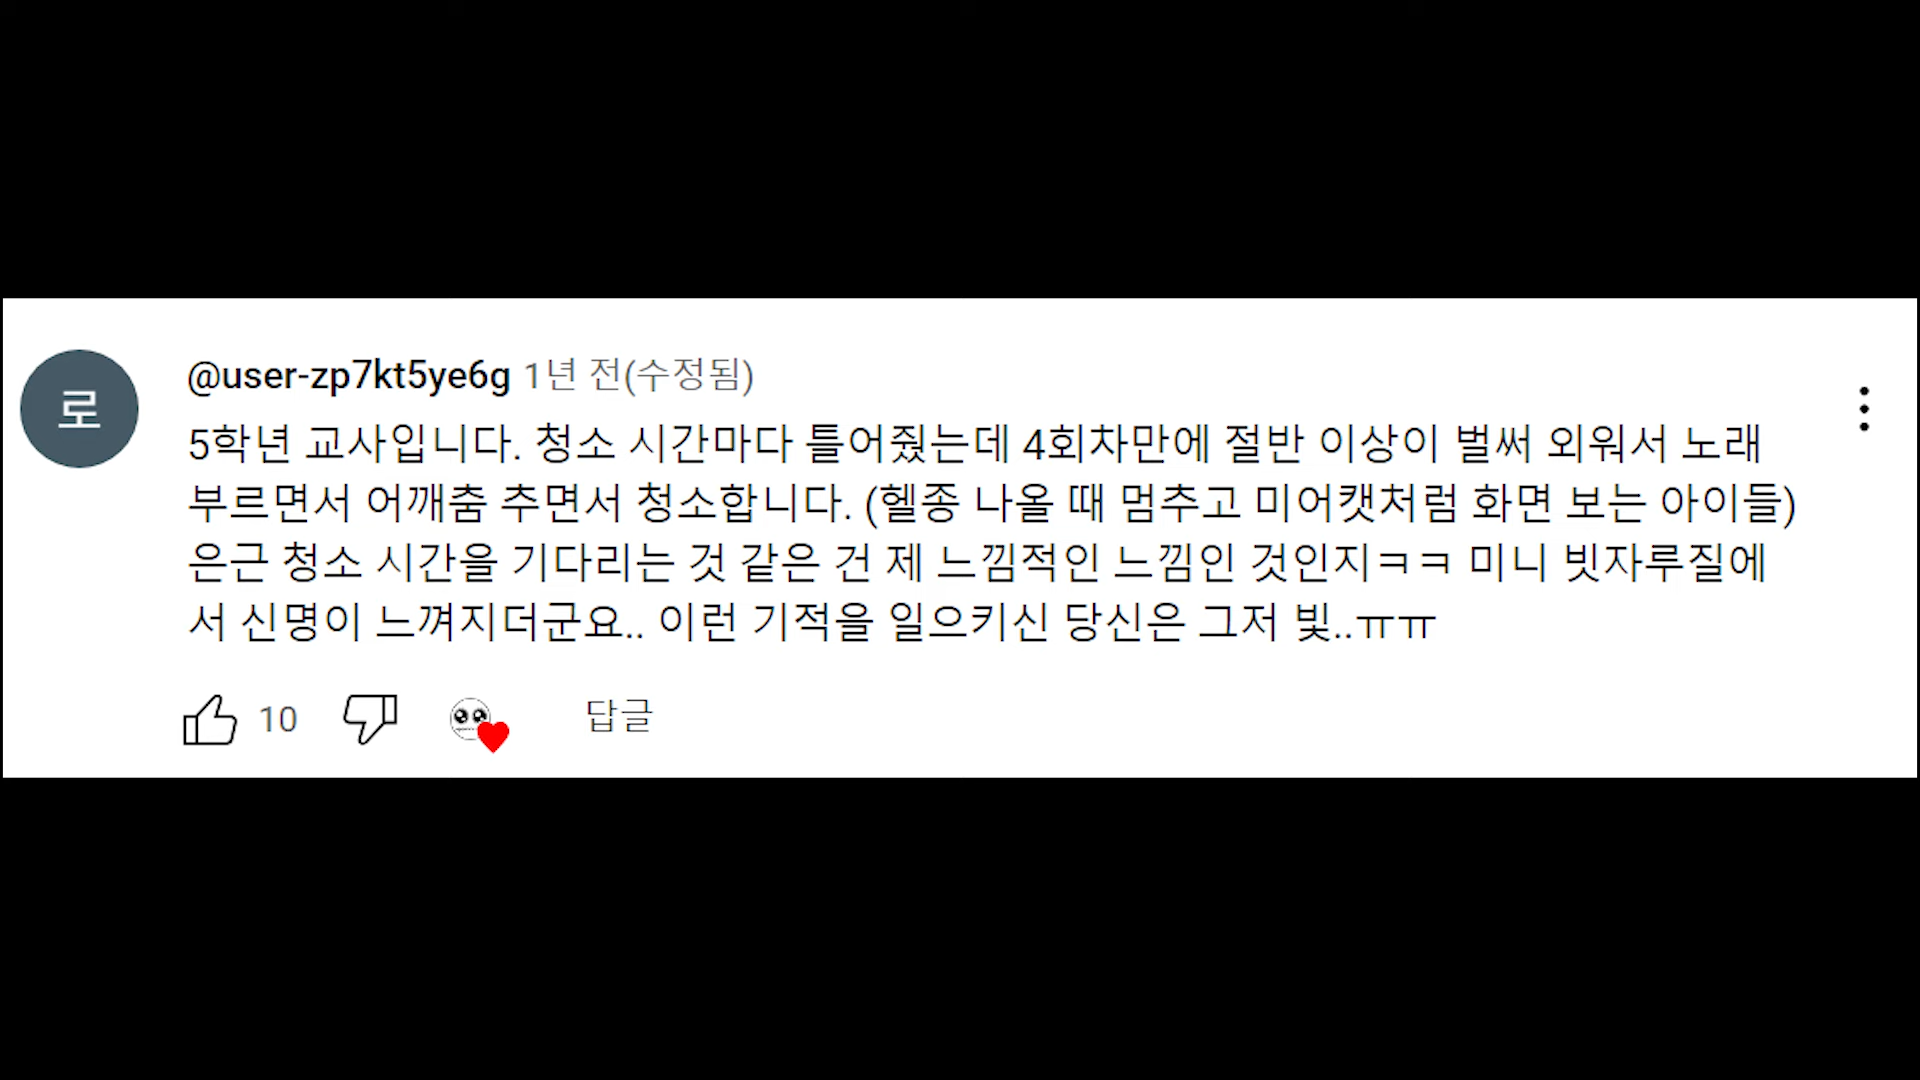 로
@user-zp7kt5ye6g 1년 전(수정됨)
5학년 교사입니다. 청소 시간마다 틀어줬는데 4회차만에 절반 이상이 벌써 외워서 노래
부르면서 어깨춤 추면서 청소합니다. (헬종 나올 때 멈추고 미어캣처럼 화면 보는 아이들)
은근 청소 시간을 기다리는 것 같은 건 제 느낌적인 느낌인 것인지ㅋㅋ 미니 빗자루질에
서 신명이 느껴지더군요.. 이런 기적을 일으키신 당신은 그저 빛..ㅠㅠ
10 답글